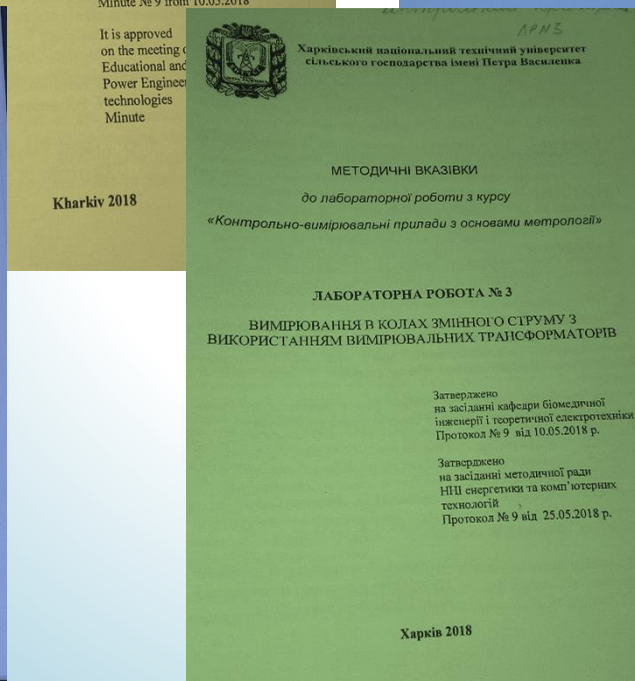 Minute № 9 from 10.05.2018
It is approved
on the meeting
Educational and
Power Enginee
technologies
Minute
Kharkiv 2018
ЛРМ3
Харківський національний технічний університет
сільського господарства імені Петра Василенка
МЕТОДИЧНІ ВКАЗІВКИ
до лабораторної роботи з курсу
«Контрольно-вимірювальні прилади з основами метрології»
ЛАБОРАТОРНА РОБОТА № 3
ВИМІРЮВАННЯ В КОЛАХ ЗМІННОГО СТРУМУ З
ВИКОРИСТАННЯМ ВИМІРЮВАЛЬНИХ ТРАНСФОРМАТОРІВ
Затверджено
на засіданні кафедри біомедичної
інженерії і теоретичної електротехніки
Протокол № 9 від 10.05.2018 р.
Затверджено
на засіданні методичної ради
ННІ енергетики та комп’ютерних
технологій
Протокол № 9 від 25.05.2018 р.
Харків 2018